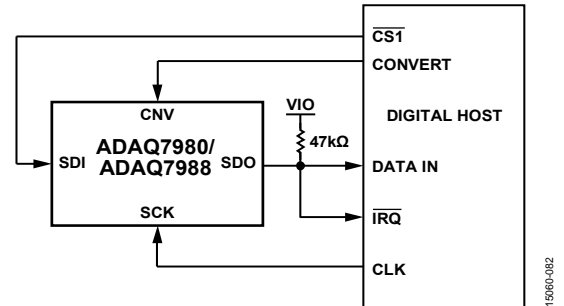 CS1
CONVERT
CNV
VIO
DIGITAL HOST
47kΩ
ADAQ7980/
ADAQ7988
SDI
SDO
DATA IN
SCK
IRQ
CLK
15060-082